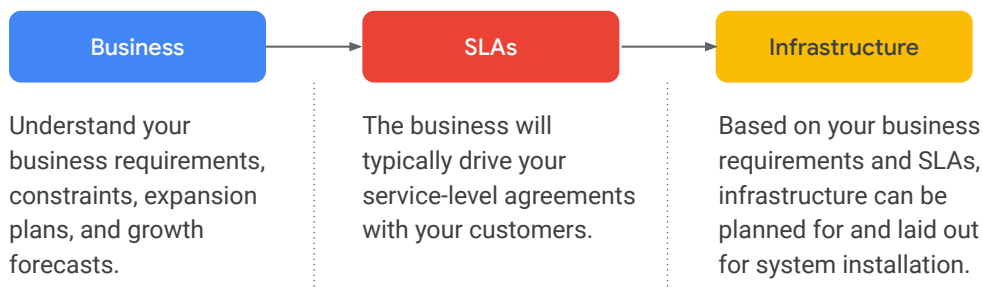 Business
SLAs
Infrastructure
Understand your
business requirements,
constraints, expansion
plans, and growth
forecasts.
The business will
typically drive your
service-level agreements
with your customers.
Based on your business
requirements and SLAs,
infrastructure can be
planned for and laid out
for system installation.